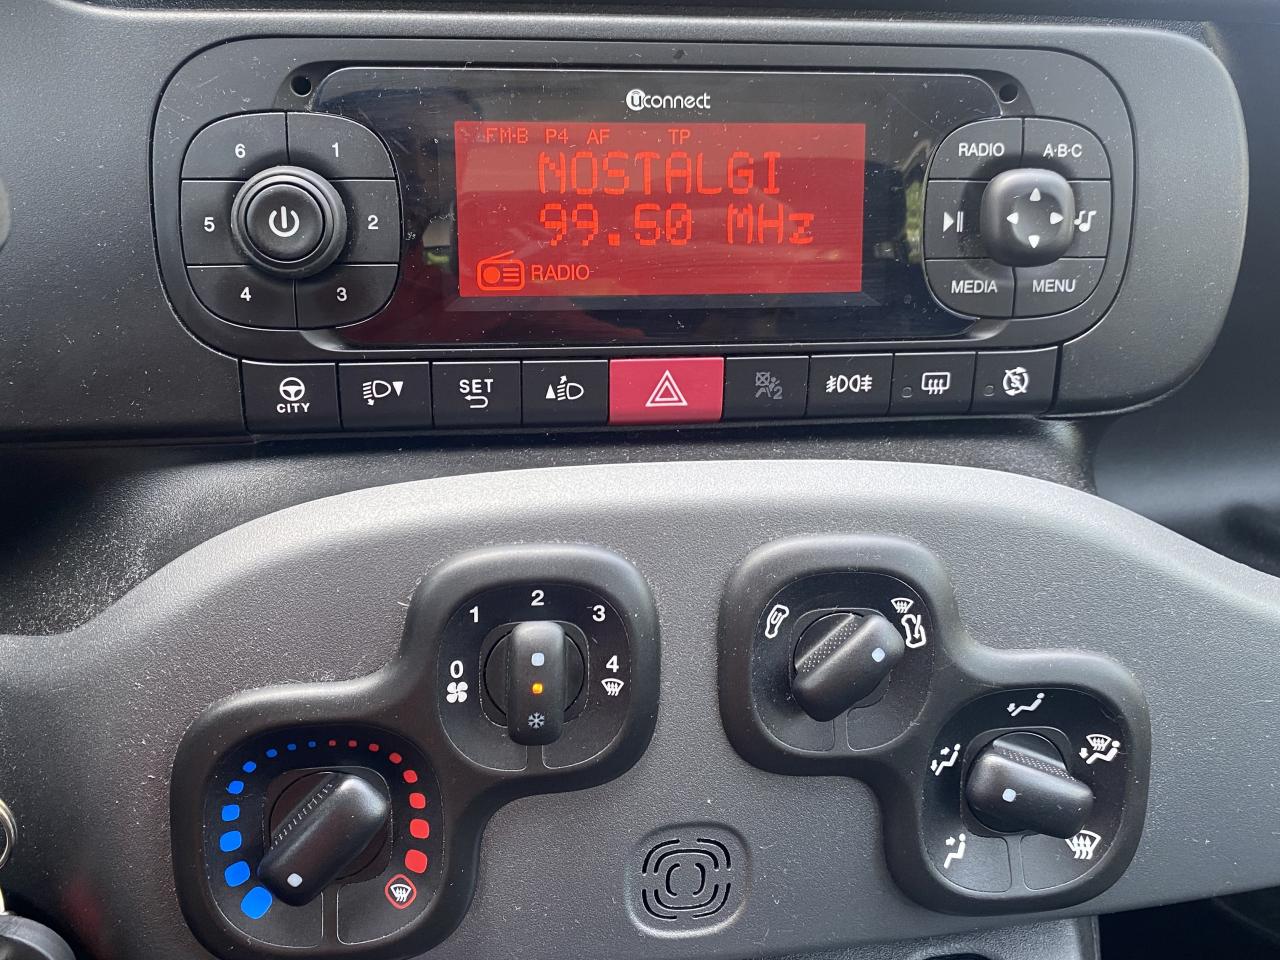 uconnect
FM-B P4 AF TP
NOSTALGI
99.50 MHz
RADIO
6 1
5 2
4 3
RADIO A·B·C
MEDIA MENU
CITY
SET
2
0 1 2 3 4